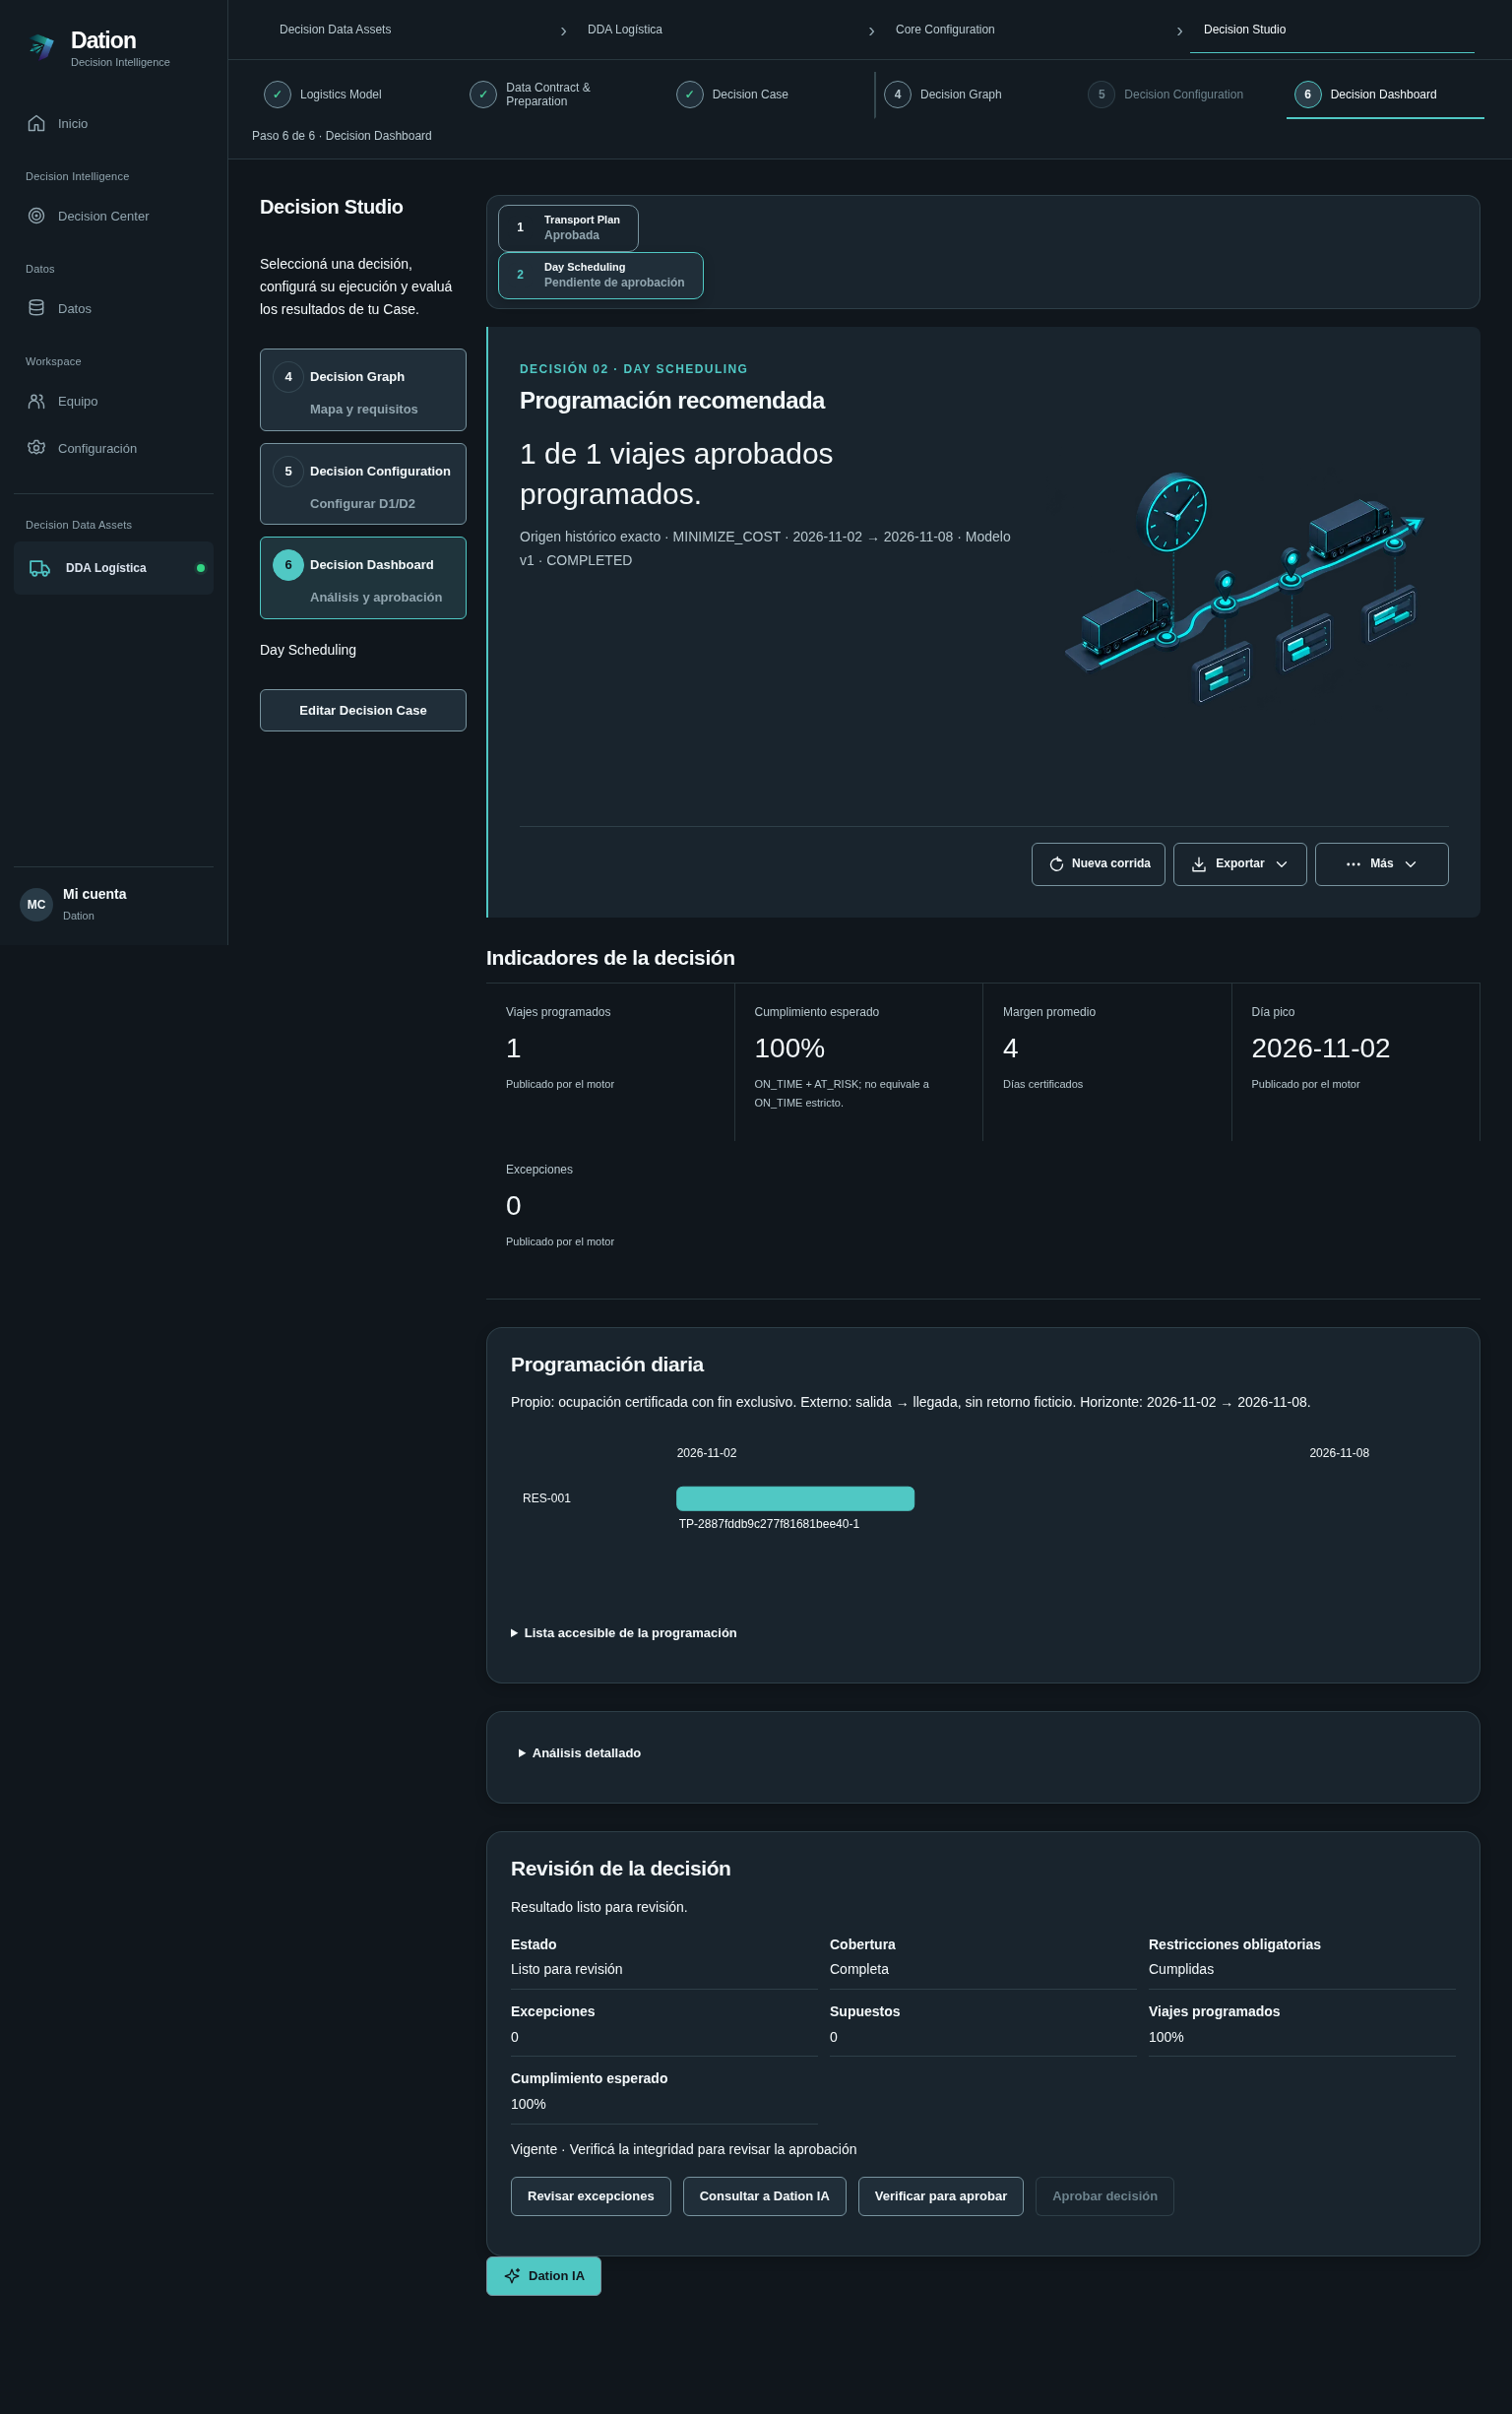 Dation
Decision Intelligence
Inicio
Decision Intelligence
Decision Center
Datos
Datos
Workspace
Equipo
Configuración
Decision Data Assets
DDA Logística
MC
Mi cuenta
Dation
Decision Data Assets
DDA Logística
Core Configuration
Decision Studio
✓ Logistics Model
✓ Data Contract &
Preparation
✓ Decision Case
4 Decision Graph
5 Decision Configuration
6 Decision Dashboard
Paso 6 de 6 · Decision Dashboard
Decision Studio
Seleccioná una decisión,
configurá su ejecución y evaluá
los resultados de tu Case.
4 Decision Graph
Mapa y requisitos
5 Decision Configuration
Configurar D1/D2
6 Decision Dashboard
Análisis y aprobación
Day Scheduling
Editar Decision Case
1 Transport Plan
Aprobada
2 Day Scheduling
Pendiente de aprobación
DECISIÓN 02 · DAY SCHEDULING
Programación recomendada
1 de 1 viajes aprobados
programados.
Origen histórico exacto · MINIMIZE_COST · 2026-11-02 → 2026-11-08 · Modelo
v1 · COMPLETED
Nueva corrida
Exportar
Más
Indicadores de la decisión
Viajes programados
1
Publicado por el motor
Cumplimiento esperado
100%
ON_TIME + AT_RISK; no equivale a
ON_TIME estricto.
Margen promedio
4
Días certificados
Día pico
2026-11-02
Publicado por el motor
Excepciones
0
Publicado por el motor
Programación diaria
Propio: ocupación certificada con fin exclusivo. Externo: salida → llegada, sin retorno ficticio. Horizonte: 2026-11-02 → 2026-11-08.
2026-11-02
2026-11-08
RES-001
TP-2887fddb9c277f81681bee40-1
Lista accesible de la programación
Análisis detallado
Revisión de la decisión
Resultado listo para revisión.
Estado
Listo para revisión
Cobertura
Completa
Restricciones obligatorias
Cumplidas
Excepciones
0
Supuestos
0
Viajes programados
100%
Cumplimiento esperado
100%
Vigente · Verificá la integridad para revisar la aprobación
Revisar excepciones
Consultar a Dation IA
Verificar para aprobar
Aprobar decisión
Dation IA